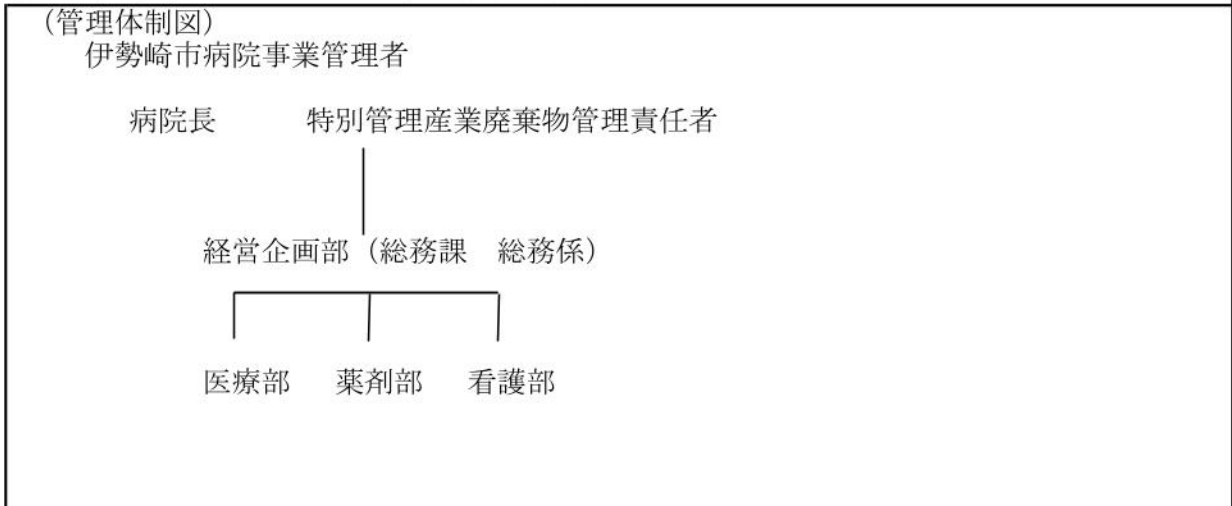 （管理体制図）
伊勢崎市病院事業管理者
病院長　　　特別管理産業廃棄物管理責任者
経営企画部（総務課　総務係）
医療部　薬剤部　看護部